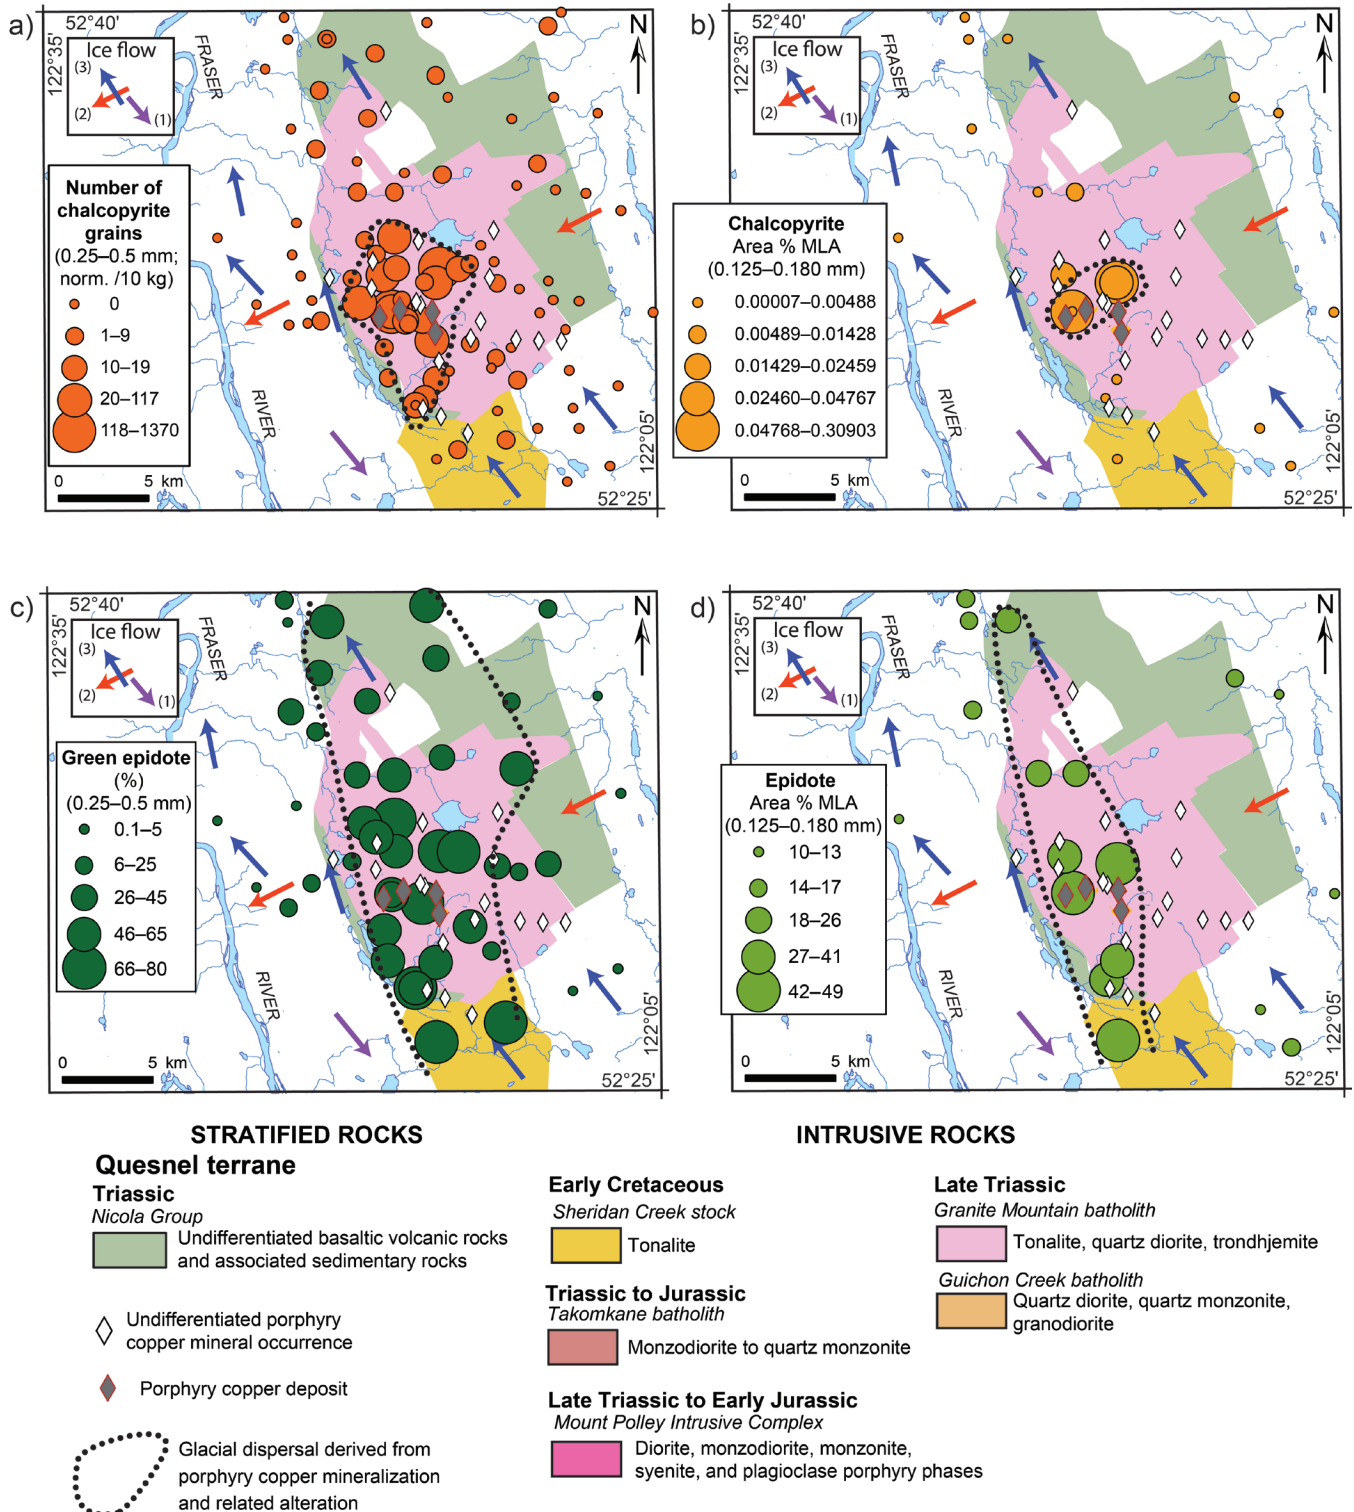 a)
52°40'
122°35'
Ice flow
(3)
(2)
(1)
FRASER
N
Number of
chalcopyrite
grains
(0.25–0.5 mm;
norm. /10 kg)
0
1–9
10–19
20–117
118–1370
RIVER
0 5 km
122°05'
52°25'
b)
52°40'
122°35'
Ice flow
(3)
(2)
(1)
FRASER
N
Chalcopyrite
Area % MLA
(0.125–0.180 mm)
0.00007–0.00488
0.00489–0.01428
0.01429–0.02459
0.02460–0.04767
0.04768–0.30903
RIVER
0 5 km
122°05'
52°25'
c)
52°40'
122°35'
Ice flow
(3)
(2)
(1)
FRASER
N
Green epidote
(%)
(0.25–0.5 mm)
0.1–5
6–25
26–45
46–65
66–80
RIVER
0 5 km
122°05'
52°25'
d)
52°40'
122°35'
Ice flow
(3)
(2)
(1)
FRASER
N
Epidote
Area % MLA
(0.125–0.180 mm)
10–13
14–17
18–26
27–41
42–49
RIVER
0 5 km
122°05'
52°25'
STRATIFIED ROCKS
Quesnel terrane
Triassic
Nicola Group
Undifferentiated basaltic volcanic rocks
and associated sedimentary rocks
Undifferentiated porphyry
copper mineral occurrence
Porphyry copper deposit
Glacial dispersal derived from
porphyry copper mineralization
and related alteration
INTRUSIVE ROCKS
Early Cretaceous
Sheridan Creek stock
Tonalite
Triassic to Jurassic
Takomkane batholith
Monzodiorite to quartz monzonite
Late Triassic to Early Jurassic
Mount Polley Intrusive Complex
Diorite, monzodiorite, monzonite,
syenite, and plagioclase porphyry phases
Late Triassic
Granite Mountain batholith
Tonalite, quartz diorite, trondhjemite
Guichon Creek batholith
Quartz diorite, quartz monzonite,
granodiorite